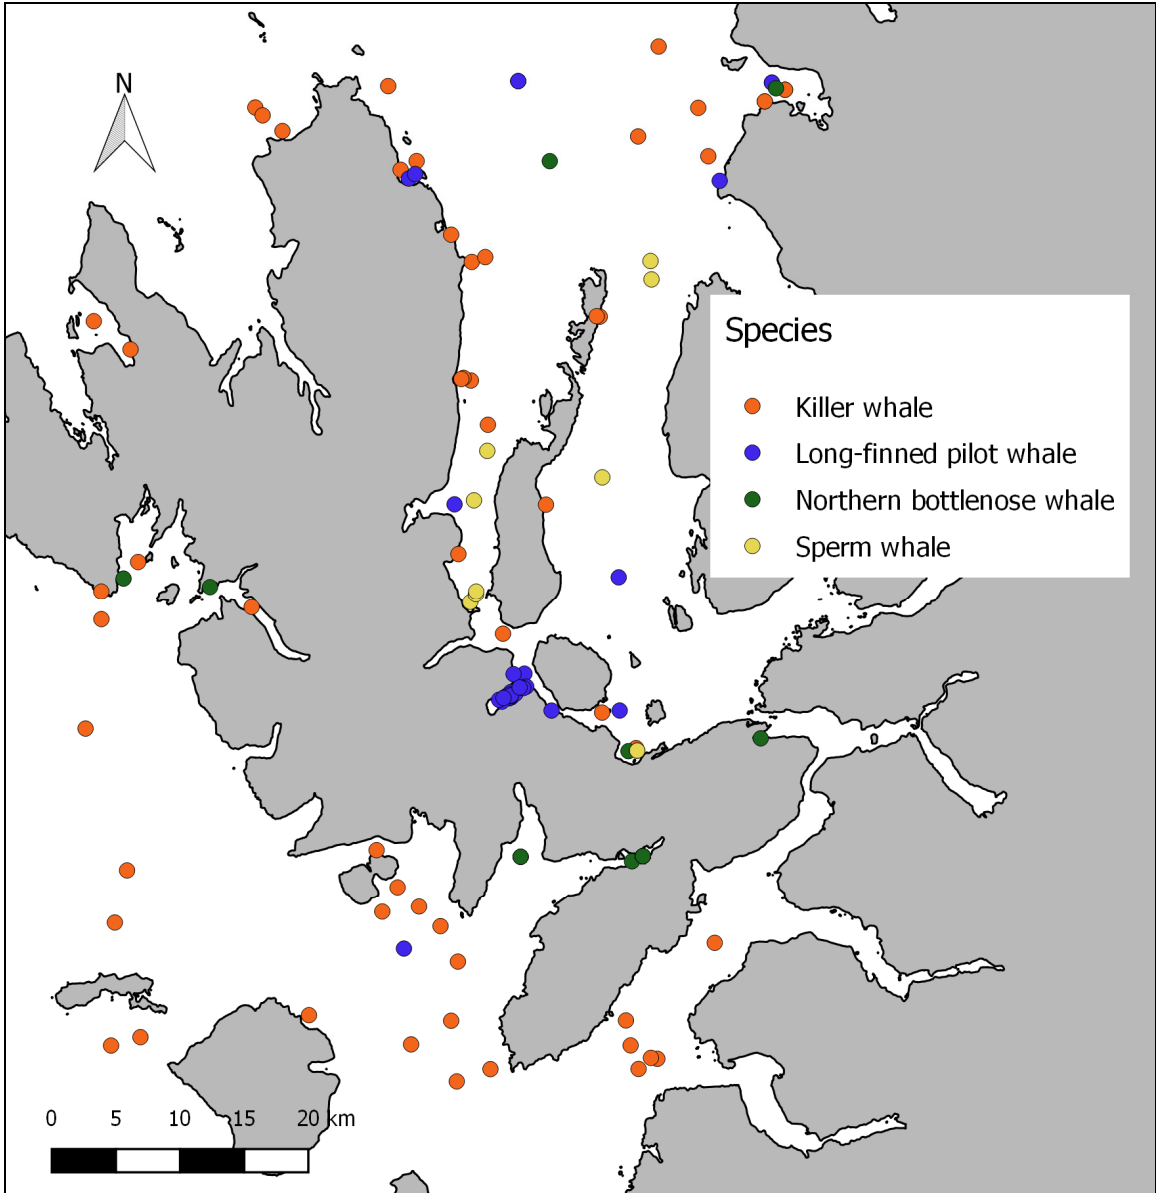 N
Species
Killer whale
Long-finned pilot whale
Northern bottlenose whale
Sperm whale
0 5 10 15 20 km